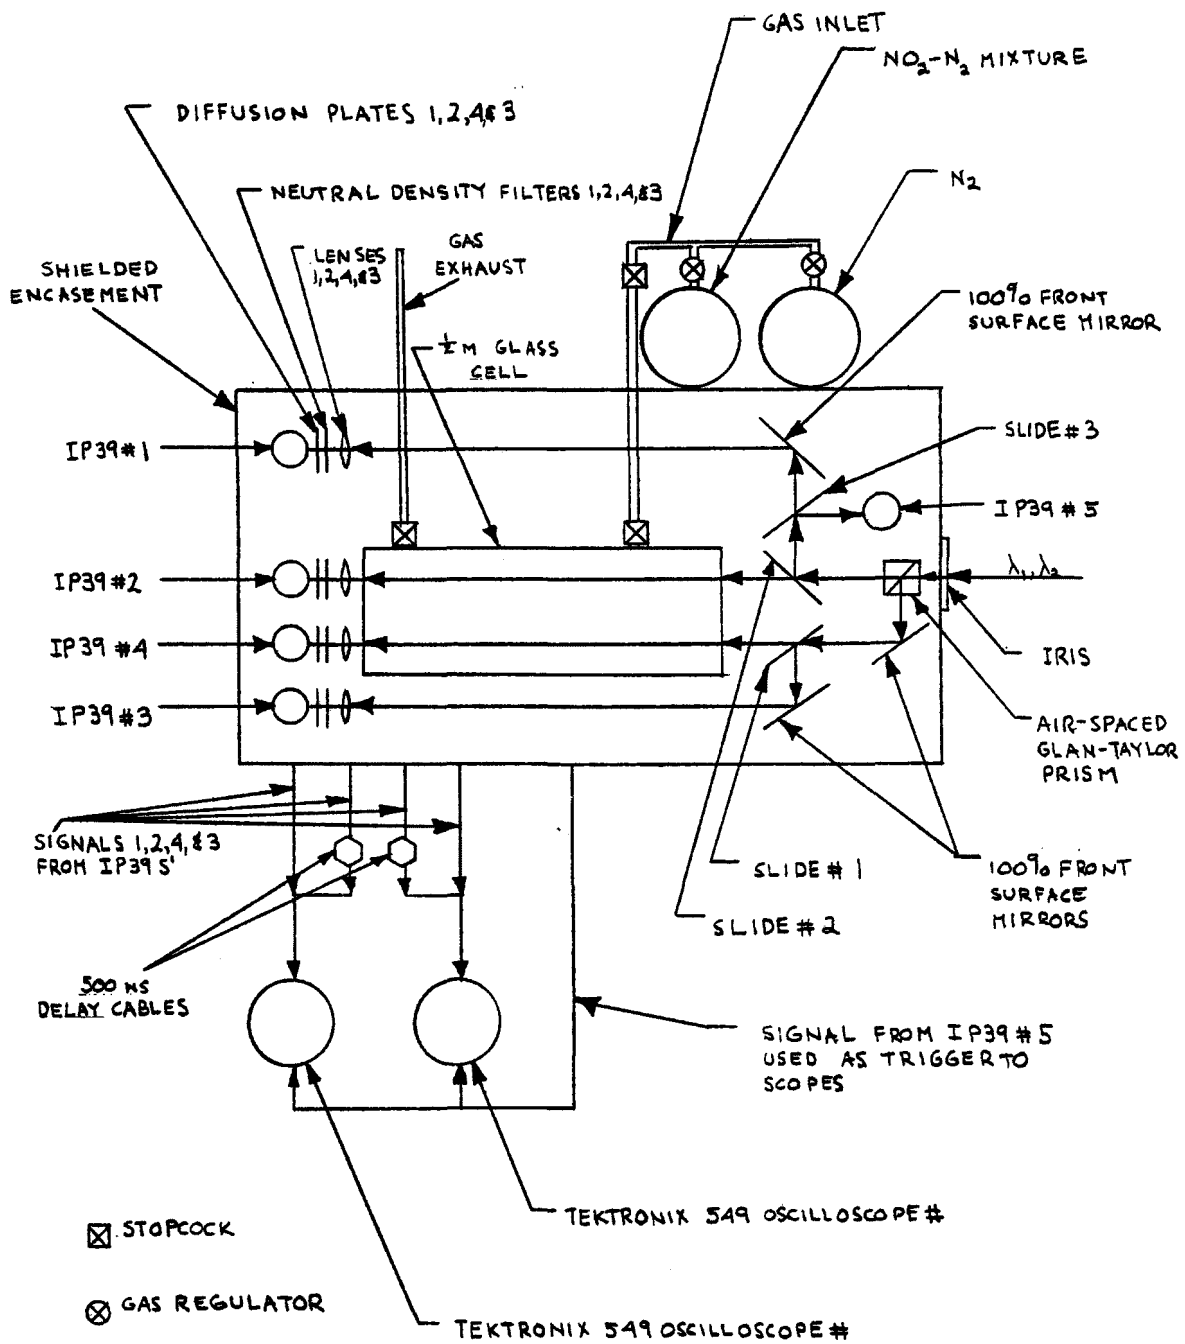 GAS INLET
NO₂-N₂ MIXTURE
DIFFUSION PLATES 1,2,4,&3
N₂
NEUTRAL DENSITY FILTERS 1,2,4,&3
LENSES
1,2,4,&3
GAS
EXHAUST
SHIELDED
ENCASEMENT
100% FRONT
SURFACE MIRROR
½ M GLASS
CELL
IP39#1
SLIDE #3
IP39 #5
IP39#2
λ₁,λ₂
IP39 #4
IRIS
IP39 #3
AIR-SPACED
GLAN-TAYLOR
PRISM
SIGNALS 1,2,4,&3
FROM IP39 S'
SLIDE #1
100% FRONT
SURFACE
MIRRORS
SLIDE #2
500 NS
DELAY CABLES
SIGNAL FROM IP39 #5
USED AS TRIGGER TO
SCOPES
TEKTRONIX 549 OSCILLOSCOPE #
STOPCOCK
GAS REGULATOR
TEKTRONIX 549 OSCILLOSCOPE #